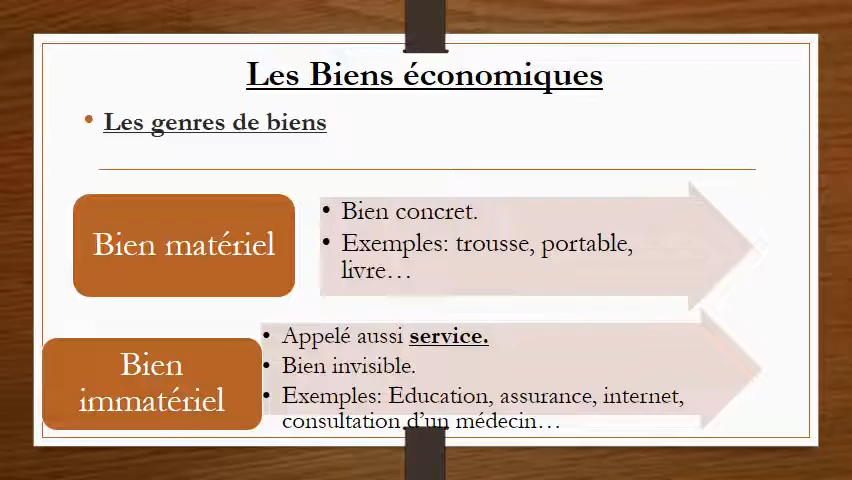 Les Biens économiques
• Les genres de biens
Bien matériel
• Bien concret.
• Exemples: trousse, portable,
livre…
Bien
immatériel
• Appelé aussi service.
• Bien invisible.
• Exemples: Education, assurance, internet,
consultation d'un médecin…